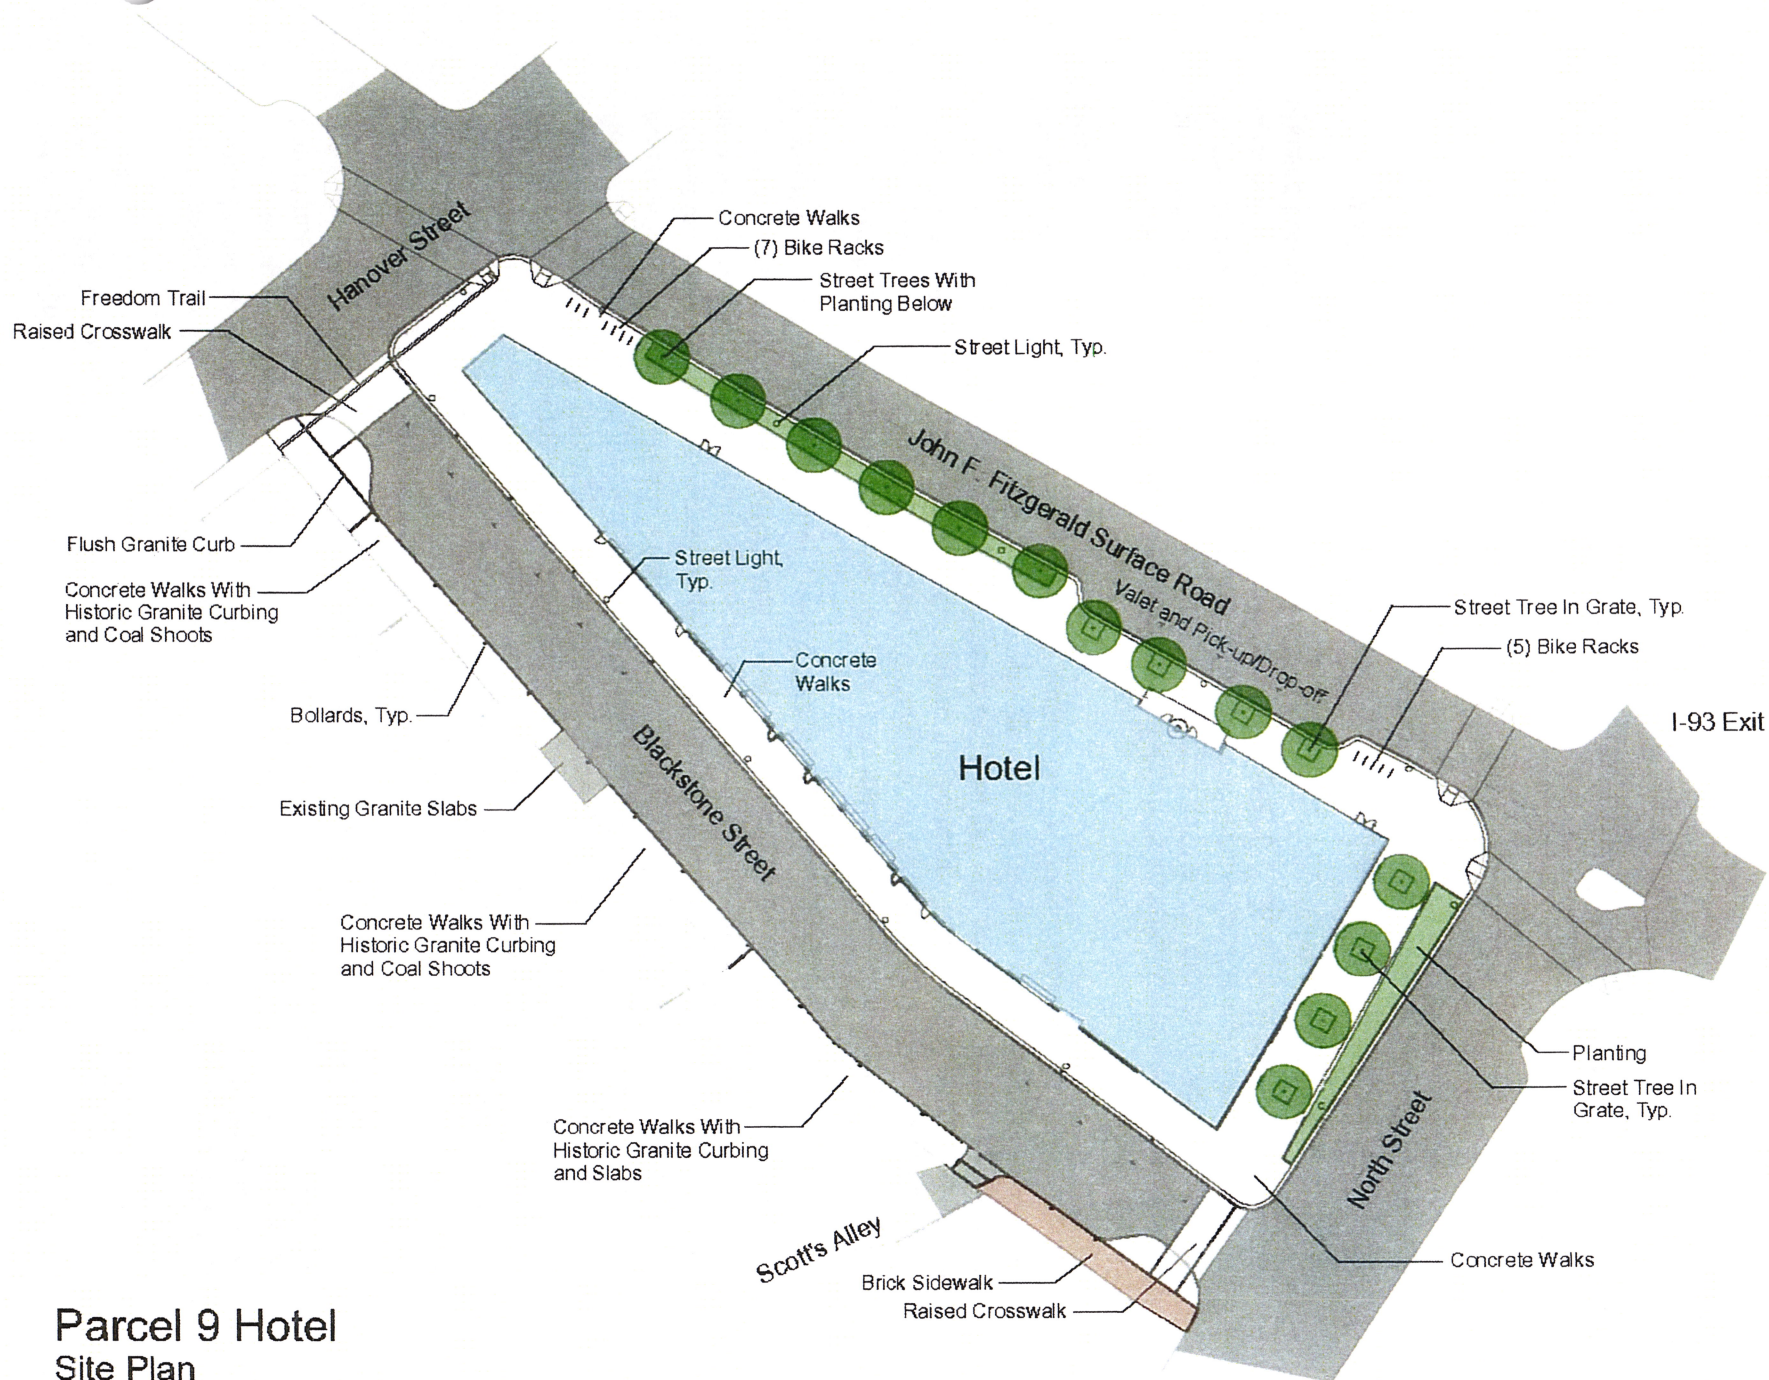 Concrete Walks
(7) Bike Racks
Street Trees With
Planting Below
Street Light, Typ.
Hanover Street
Freedom Trail
Raised Crosswalk
John F. Fitzgerald Surface Road
Valet and Pick-up/Drop-off
Street Tree In Grate, Typ.
(5) Bike Racks
I-93 Exit
Flush Granite Curb
Concrete Walks With
Historic Granite Curbing
and Coal Shoots
Street Light,
Typ.
Concrete
Walks
Bollards, Typ.
Blackstone Street
Hotel
Existing Granite Slabs
Concrete Walks With
Historic Granite Curbing
and Coal Shoots
Planting
Street Tree In
Grate, Typ.
North Street
Concrete Walks With
Historic Granite Curbing
and Slabs
Scott's Alley
Brick Sidewalk
Raised Crosswalk
Concrete Walks
Parcel 9 Hotel
Site Plan